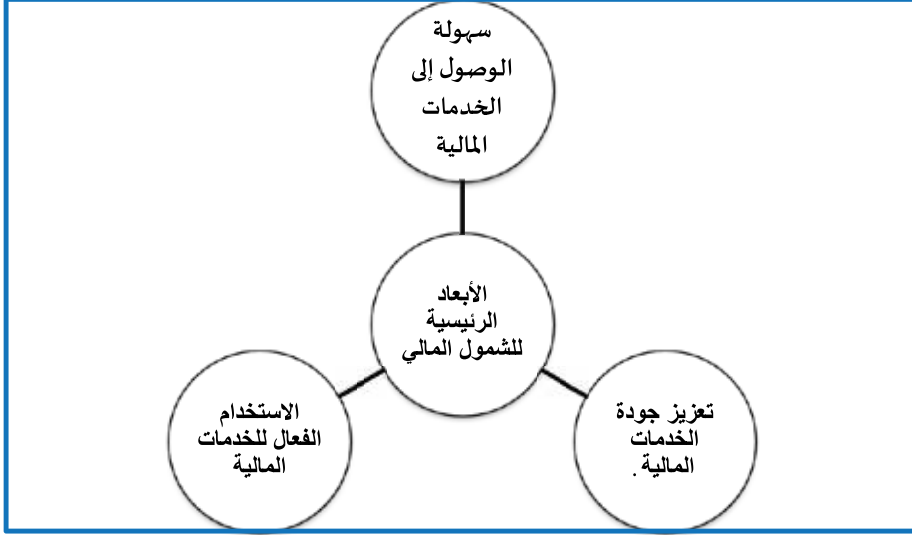 سهولة
الوصول إلى
الخدمات
المالية
الأبعاد
الرئيسية
للشمول المالي
تعزيز جودة
الخدمات
المالية .
الاستخدام
الفعال للخدمات
المالية